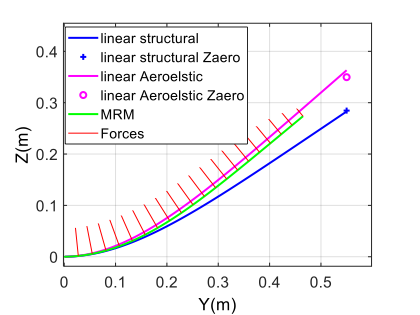 linear structural
linear structural Zaero
linear Aeroelstic
linear Aeroelstic Zaero
MRM
Forces
0.4
0.3
0.2
0.1
0
Z(m)
0 0.1 0.2 0.3 0.4 0.5
Y(m)